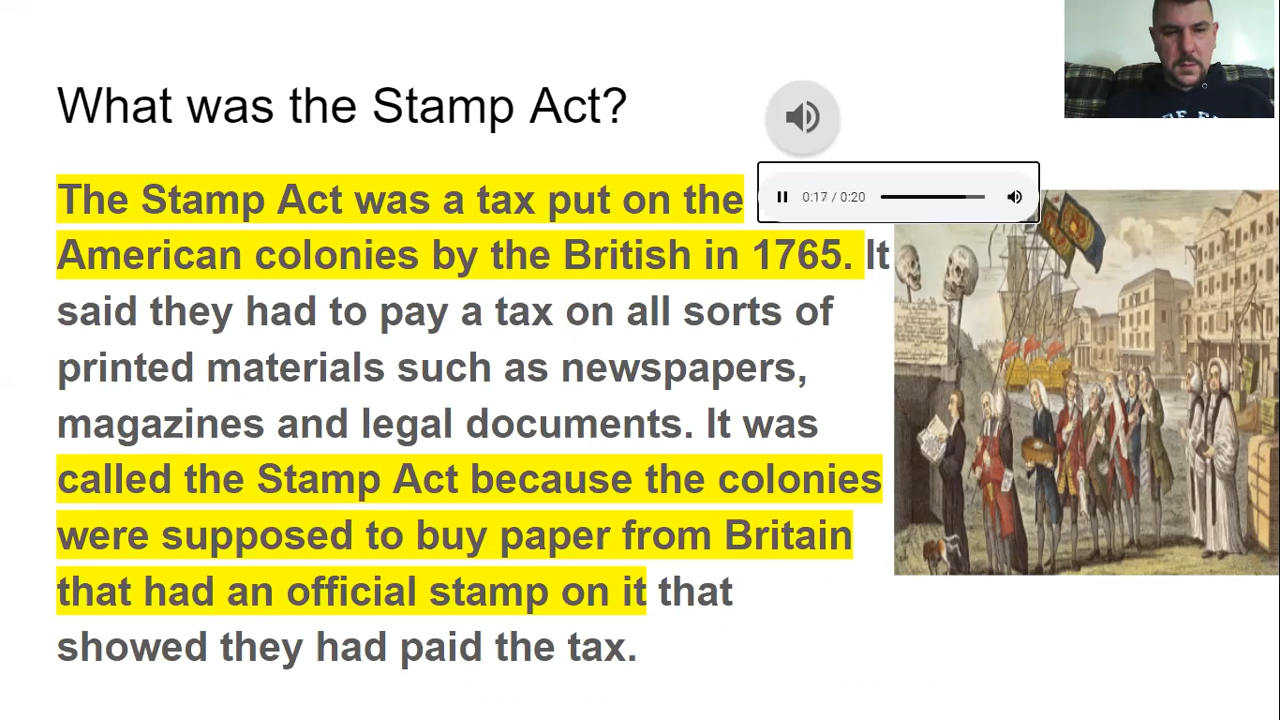 What was the Stamp Act?
The Stamp Act was a tax put on the
0:17 / 0:20
American colonies by the British in 1765. It
said they had to pay a tax on all sorts of
printed materials such as newspapers,
magazines and legal documents. It was
called the Stamp Act because the colonies
were supposed to buy paper from Britain
that had an official stamp on it that
showed they had paid the tax.